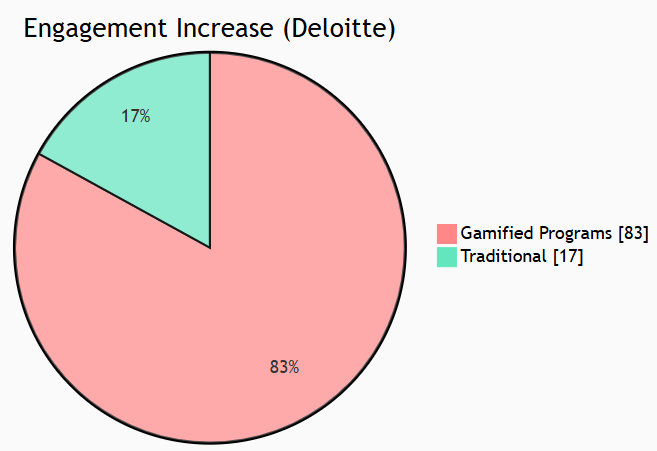 Engagement Increase (Deloitte)
17%
Gamified Programs [83]
Traditional [17]
83%